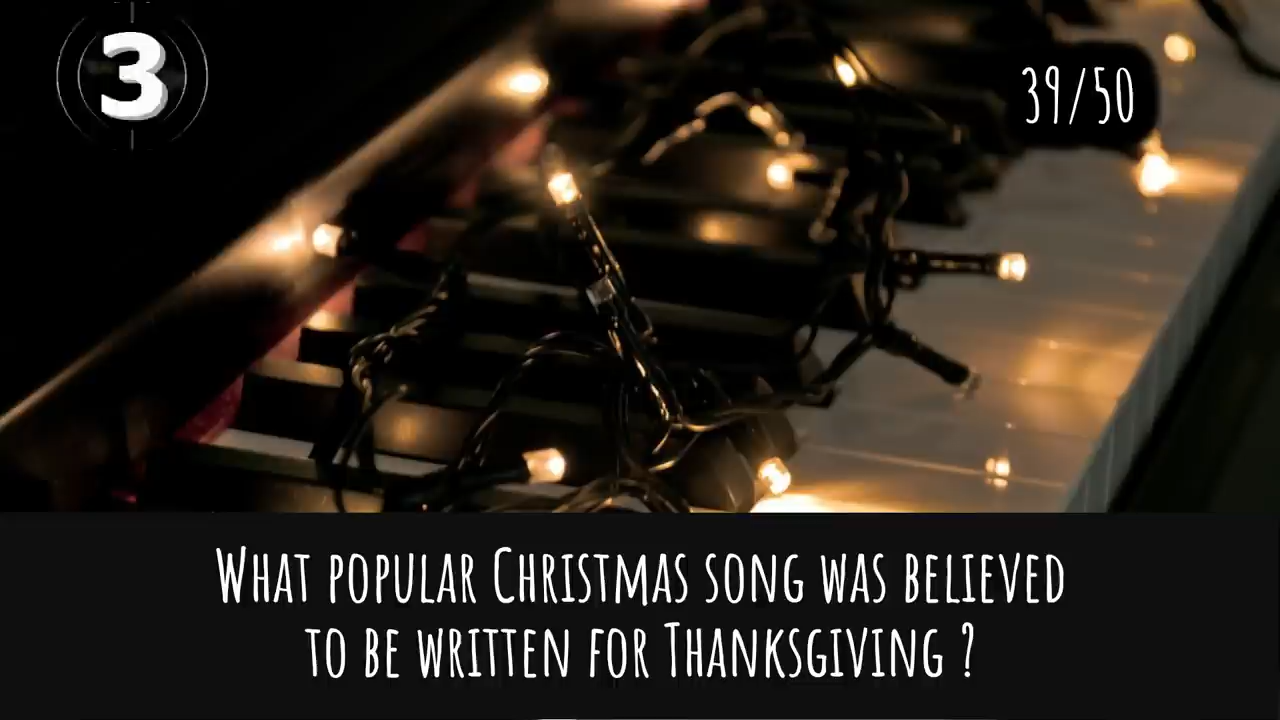 3
39/50
What popular Christmas song was believed
to be written for Thanksgiving ?